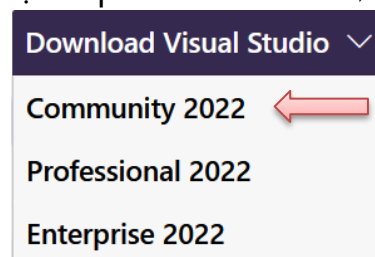 Download Visual Studio
Community 2022
Professional 2022
Enterprise 2022